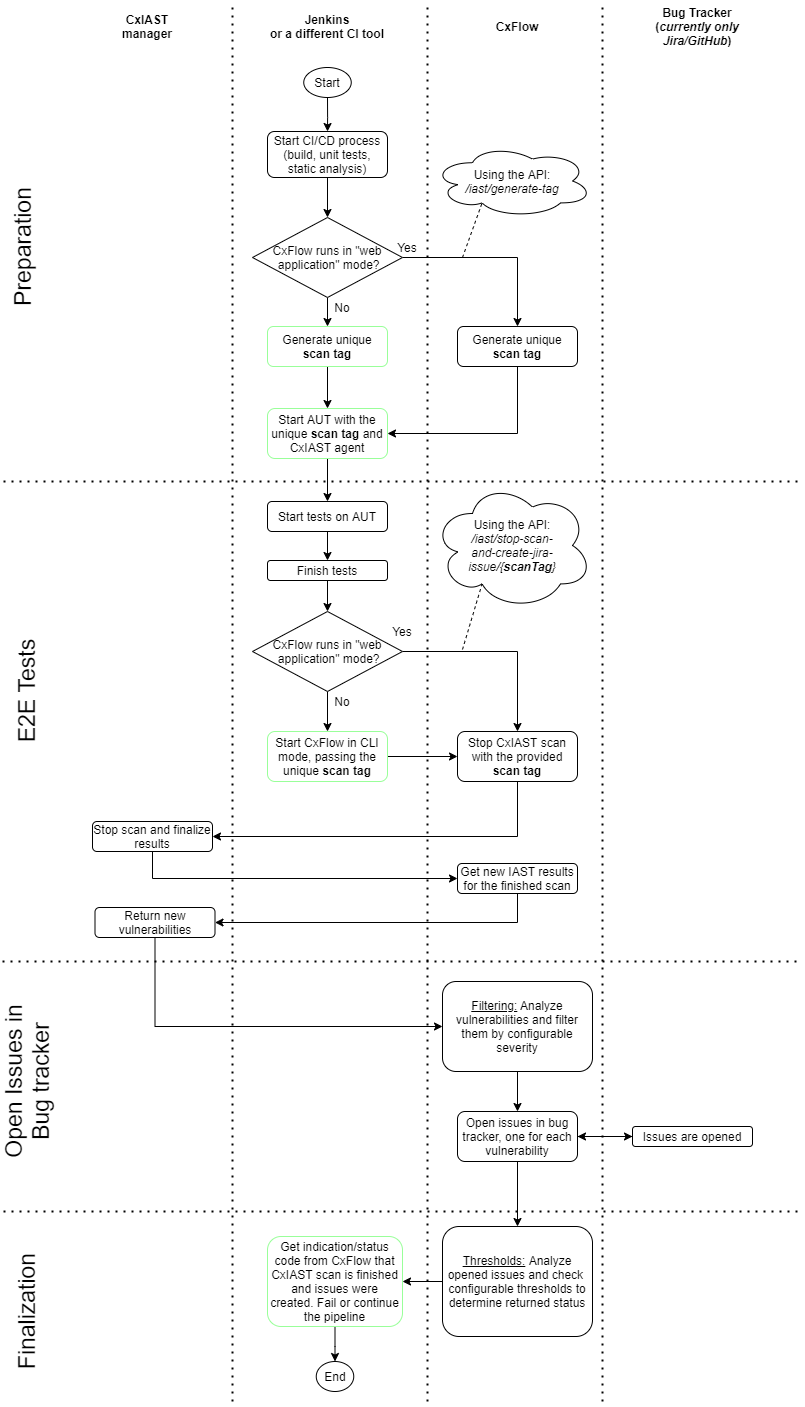 CxIAST
manager
Jenkins
or a different CI tool
CxFlow
Bug Tracker
(currently only
Jira/GitHub)
Preparation
Start
Start CI/CD process
(build, unit tests,
static analysis)
Using the API:
/iast/generate-tag
CxFlow runs in "web
application" mode?
Yes
No
Generate unique
scan tag
Generate unique
scan tag
Start AUT with the
unique scan tag and
CxIAST agent
E2E Tests
Start tests on AUT
Using the API:
/iast/stop-scan-
and-create-jira-
issue/{scanTag}
Finish tests
CxFlow runs in "web
application" mode?
Yes
No
Start CxFlow in CLI
mode, passing the
unique scan tag
Stop CxIAST scan
with the provided
scan tag
Stop scan and finalize
results
Get new IAST results
for the finished scan
Return new
vulnerabilities
Open Issues in
Bug tracker
Filtering: Analyze
vulnerabilities and filter
them by configurable
severity
Open issues in bug
tracker, one for each
vulnerability
Issues are opened
Finalization
Get indication/status
code from CxFlow that
CxIAST scan is finished
and issues were
created. Fail or continue
the pipeline
Thresholds: Analyze
opened issues and check
configurable thresholds to
determine returned status
End